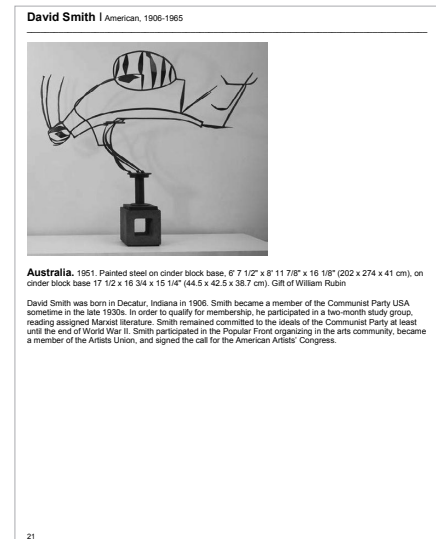 David Smith | American, 1906-1965
Australia. 1951. Painted steel on cinder block base, 6' 7 1/2" x 8' 11 7/8" x 16 1/8" (202 x 274 x 41 cm), on
cinder block base 17 1/2 x 16 3/4 x 15 1/4" (44.5 x 42.5 x 38.7 cm). Gift of William Rubin
David Smith was born in Decatur, Indiana in 1906. Smith became a member of the Communist Party USA
sometime in the late 1930s. In order to qualify for membership, he participated in a two-month study group,
reading assigned Marxist literature. Smith remained committed to the ideals of the Communist Party at least
until the end of World War II. Smith participated in the Popular Front organizing in the arts community, became
a member of the Artists Union, and signed the call for the American Artists' Congress.
21